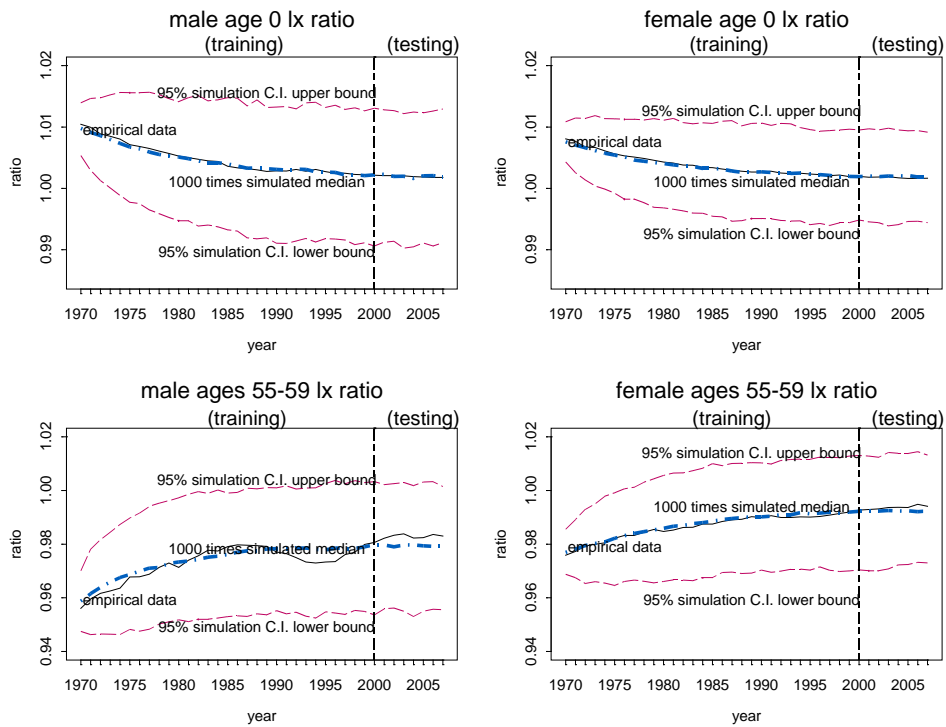 male age 0 lx ratio
(training) (testing)
ratio
1.02
1.01
1.00
0.99
95% simulation C.I. upper bound
empirical data
1000 times simulated median
95% simulation C.I. lower bound
1970 1975 1980 1985 1990 1995 2000 2005
year
female age 0 lx ratio
(training) (testing)
ratio
1.02
1.01
1.00
0.99
95% simulation C.I. upper bound
empirical data
1000 times simulated median
95% simulation C.I. lower bound
1970 1975 1980 1985 1990 1995 2000 2005
year
male ages 55-59 lx ratio
(training) (testing)
ratio
1.02
1.00
0.98
0.96
0.94
95% simulation C.I. upper bound
1000 times simulated median
empirical data
95% simulation C.I. lower bound
1970 1975 1980 1985 1990 1995 2000 2005
year
female ages 55-59 lx ratio
(training) (testing)
ratio
1.02
1.00
0.98
0.96
0.94
95% simulation C.I. upper bound
1000 times simulated median
empirical data
95% simulation C.I. lower bound
1970 1975 1980 1985 1990 1995 2000 2005
year